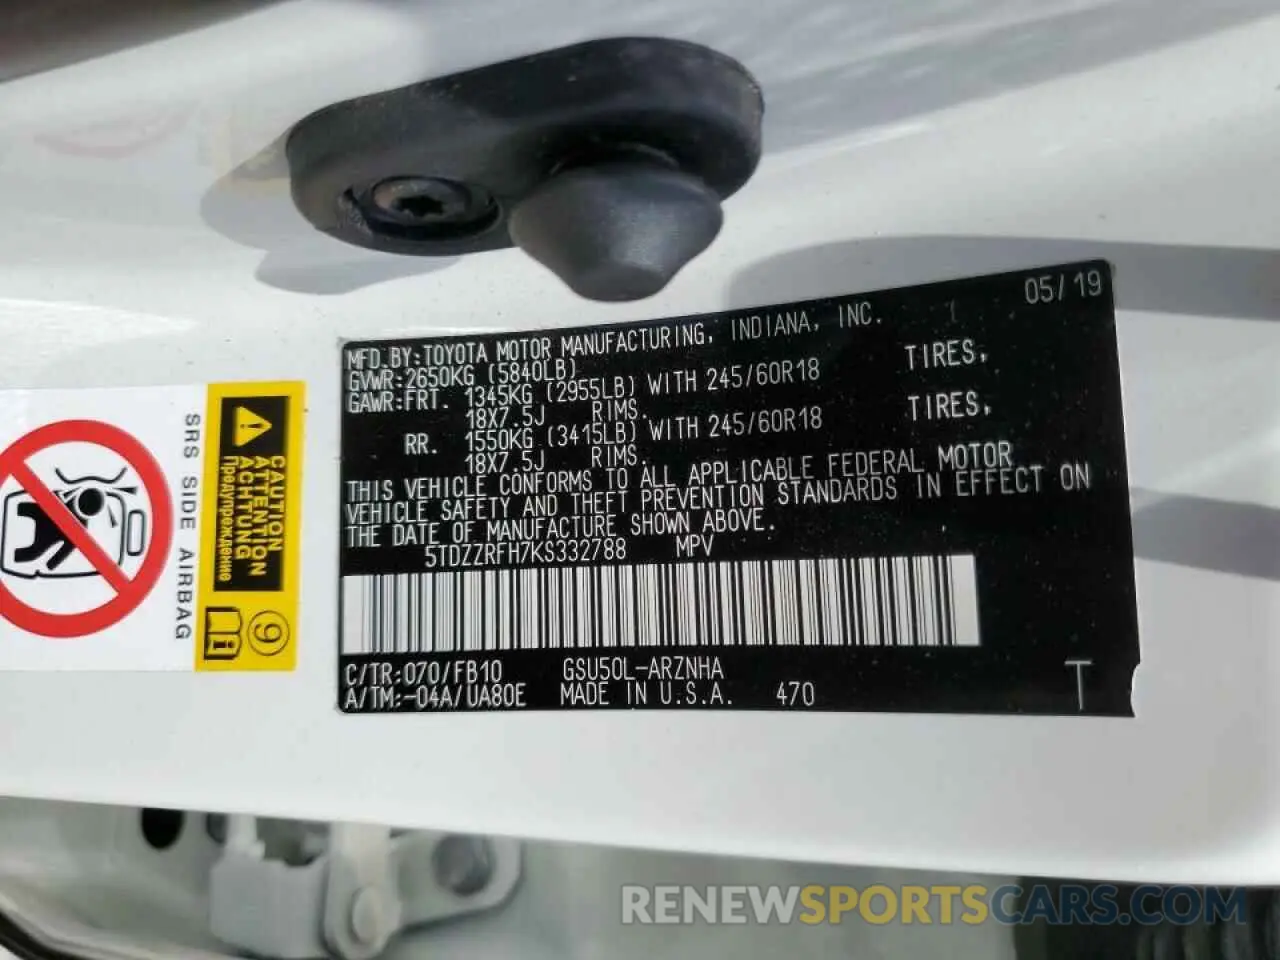 05/19
MFD.BY:TOYOTA MOTOR MANUFACTURING, INDIANA, INC.
GVWR:2650KG (5840LB)
GAWR:FRT. 1345KG (2955LB) WITH 245/60R18 TIRES,
18X7.5J RIMS.
RR. 1550KG (3415LB) WITH 245/60R18 TIRES,
18X7.5J RIMS.
THIS VEHICLE CONFORMS TO ALL APPLICABLE FEDERAL MOTOR
VEHICLE SAFETY AND THEFT PREVENTION STANDARDS IN EFFECT ON
THE DATE OF MANUFACTURE SHOWN ABOVE.
5TDZZRFH7KS332788 MPV
C/TR:070/FB10 GSU50L-ARZNHA
A/TM:-04A/UA80E MADE IN U.S.A. 470 T
CAUTION
ATTENTION
ACHTUNG
Предупреждение
9
i
SRS SIDE AIRBAG
RENEWSPORTSCARS.COM